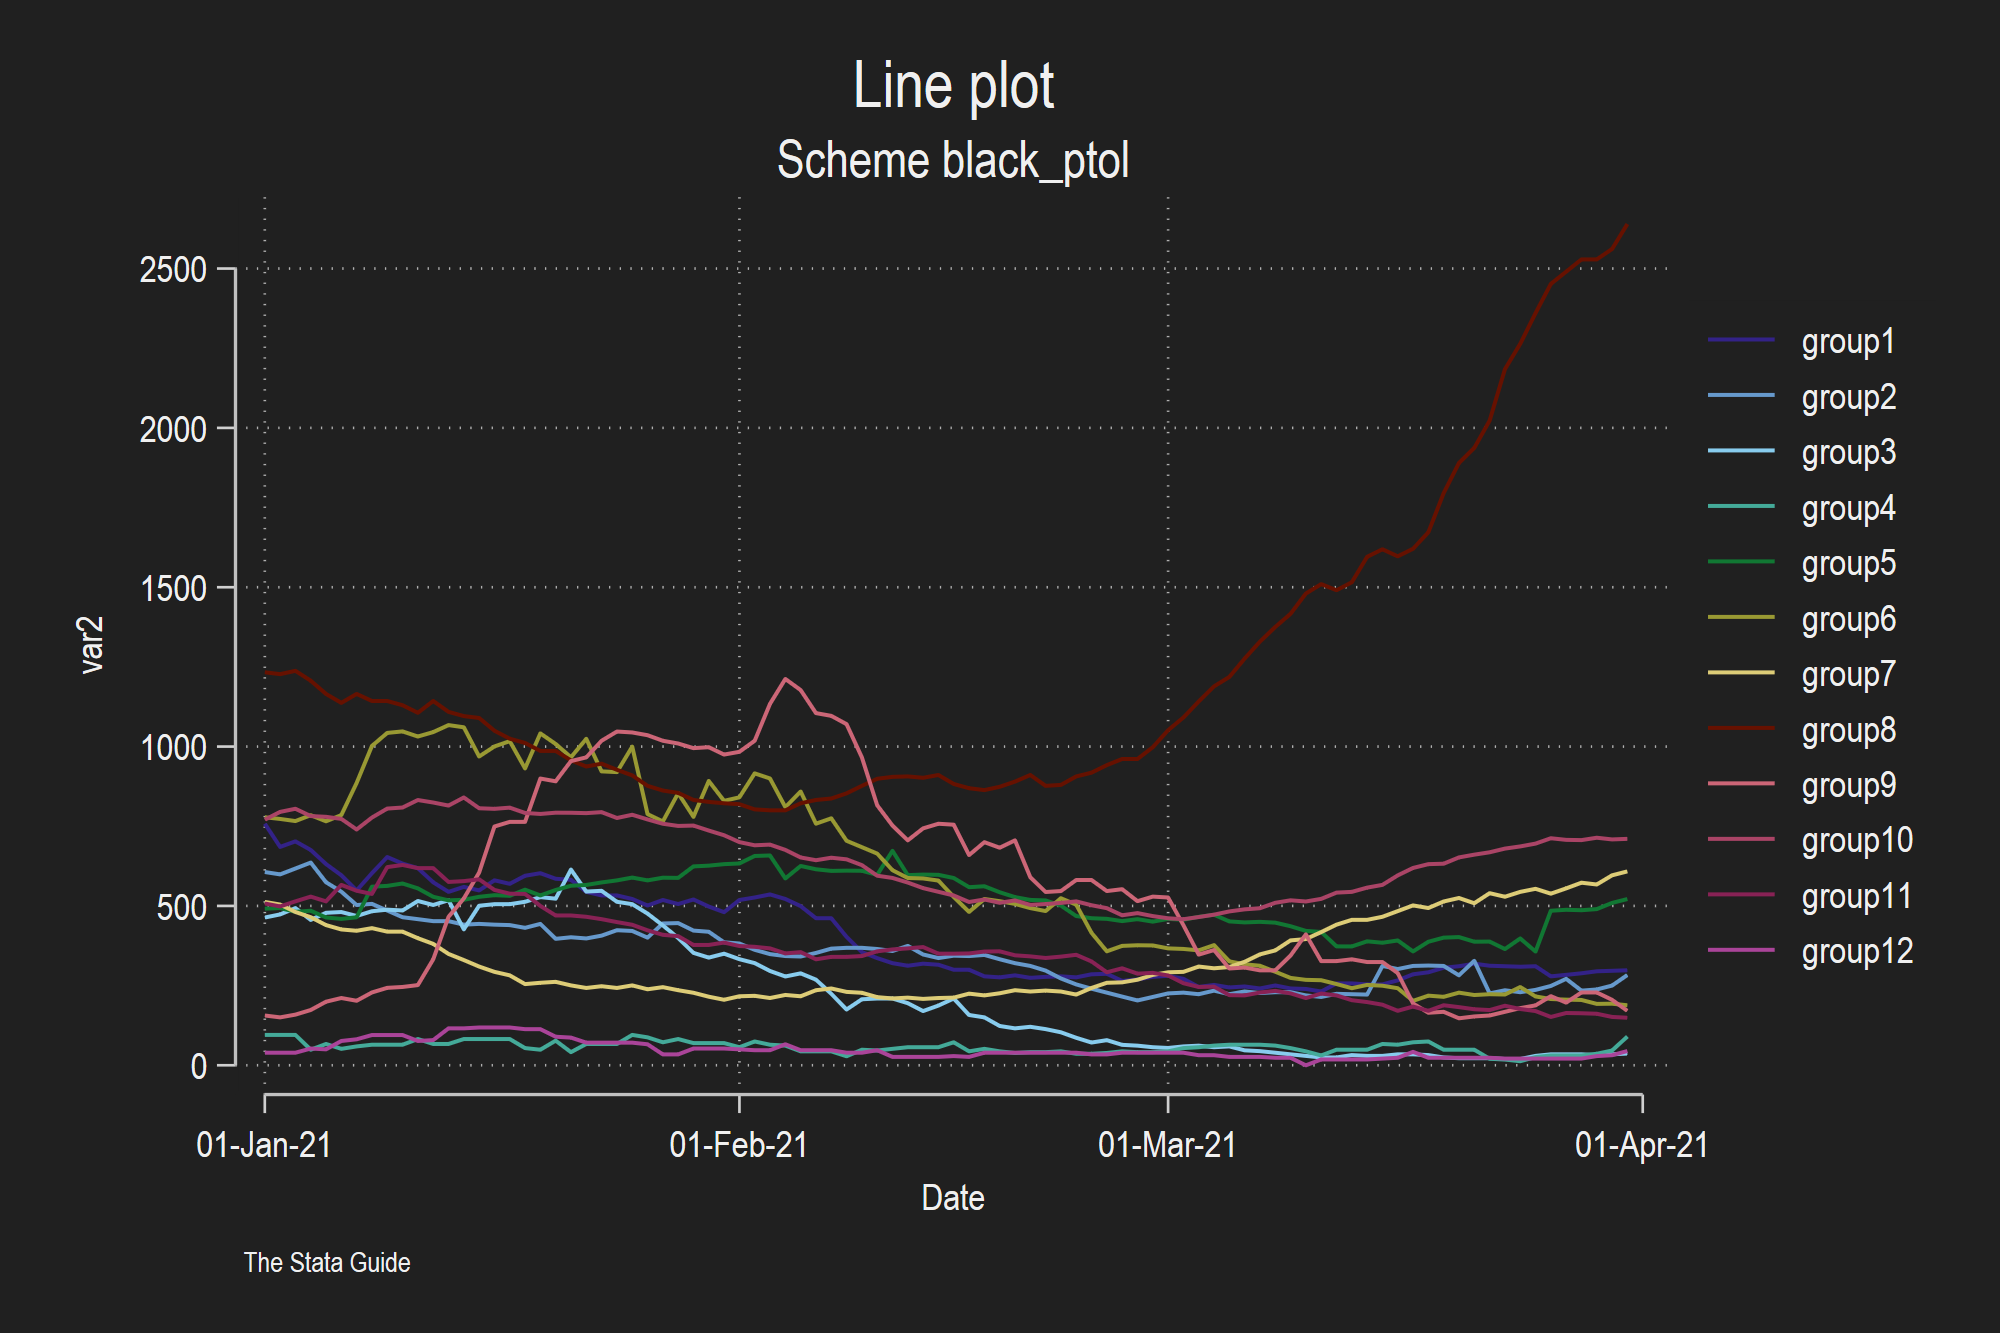 Line plot
Scheme black_ptol
2500
2000
1500
1000
500
0
var2
01-Jan-21
01-Feb-21
01-Mar-21
01-Apr-21
Date
group1
group2
group3
group4
group5
group6
group7
group8
group9
group10
group11
group12
The Stata Guide